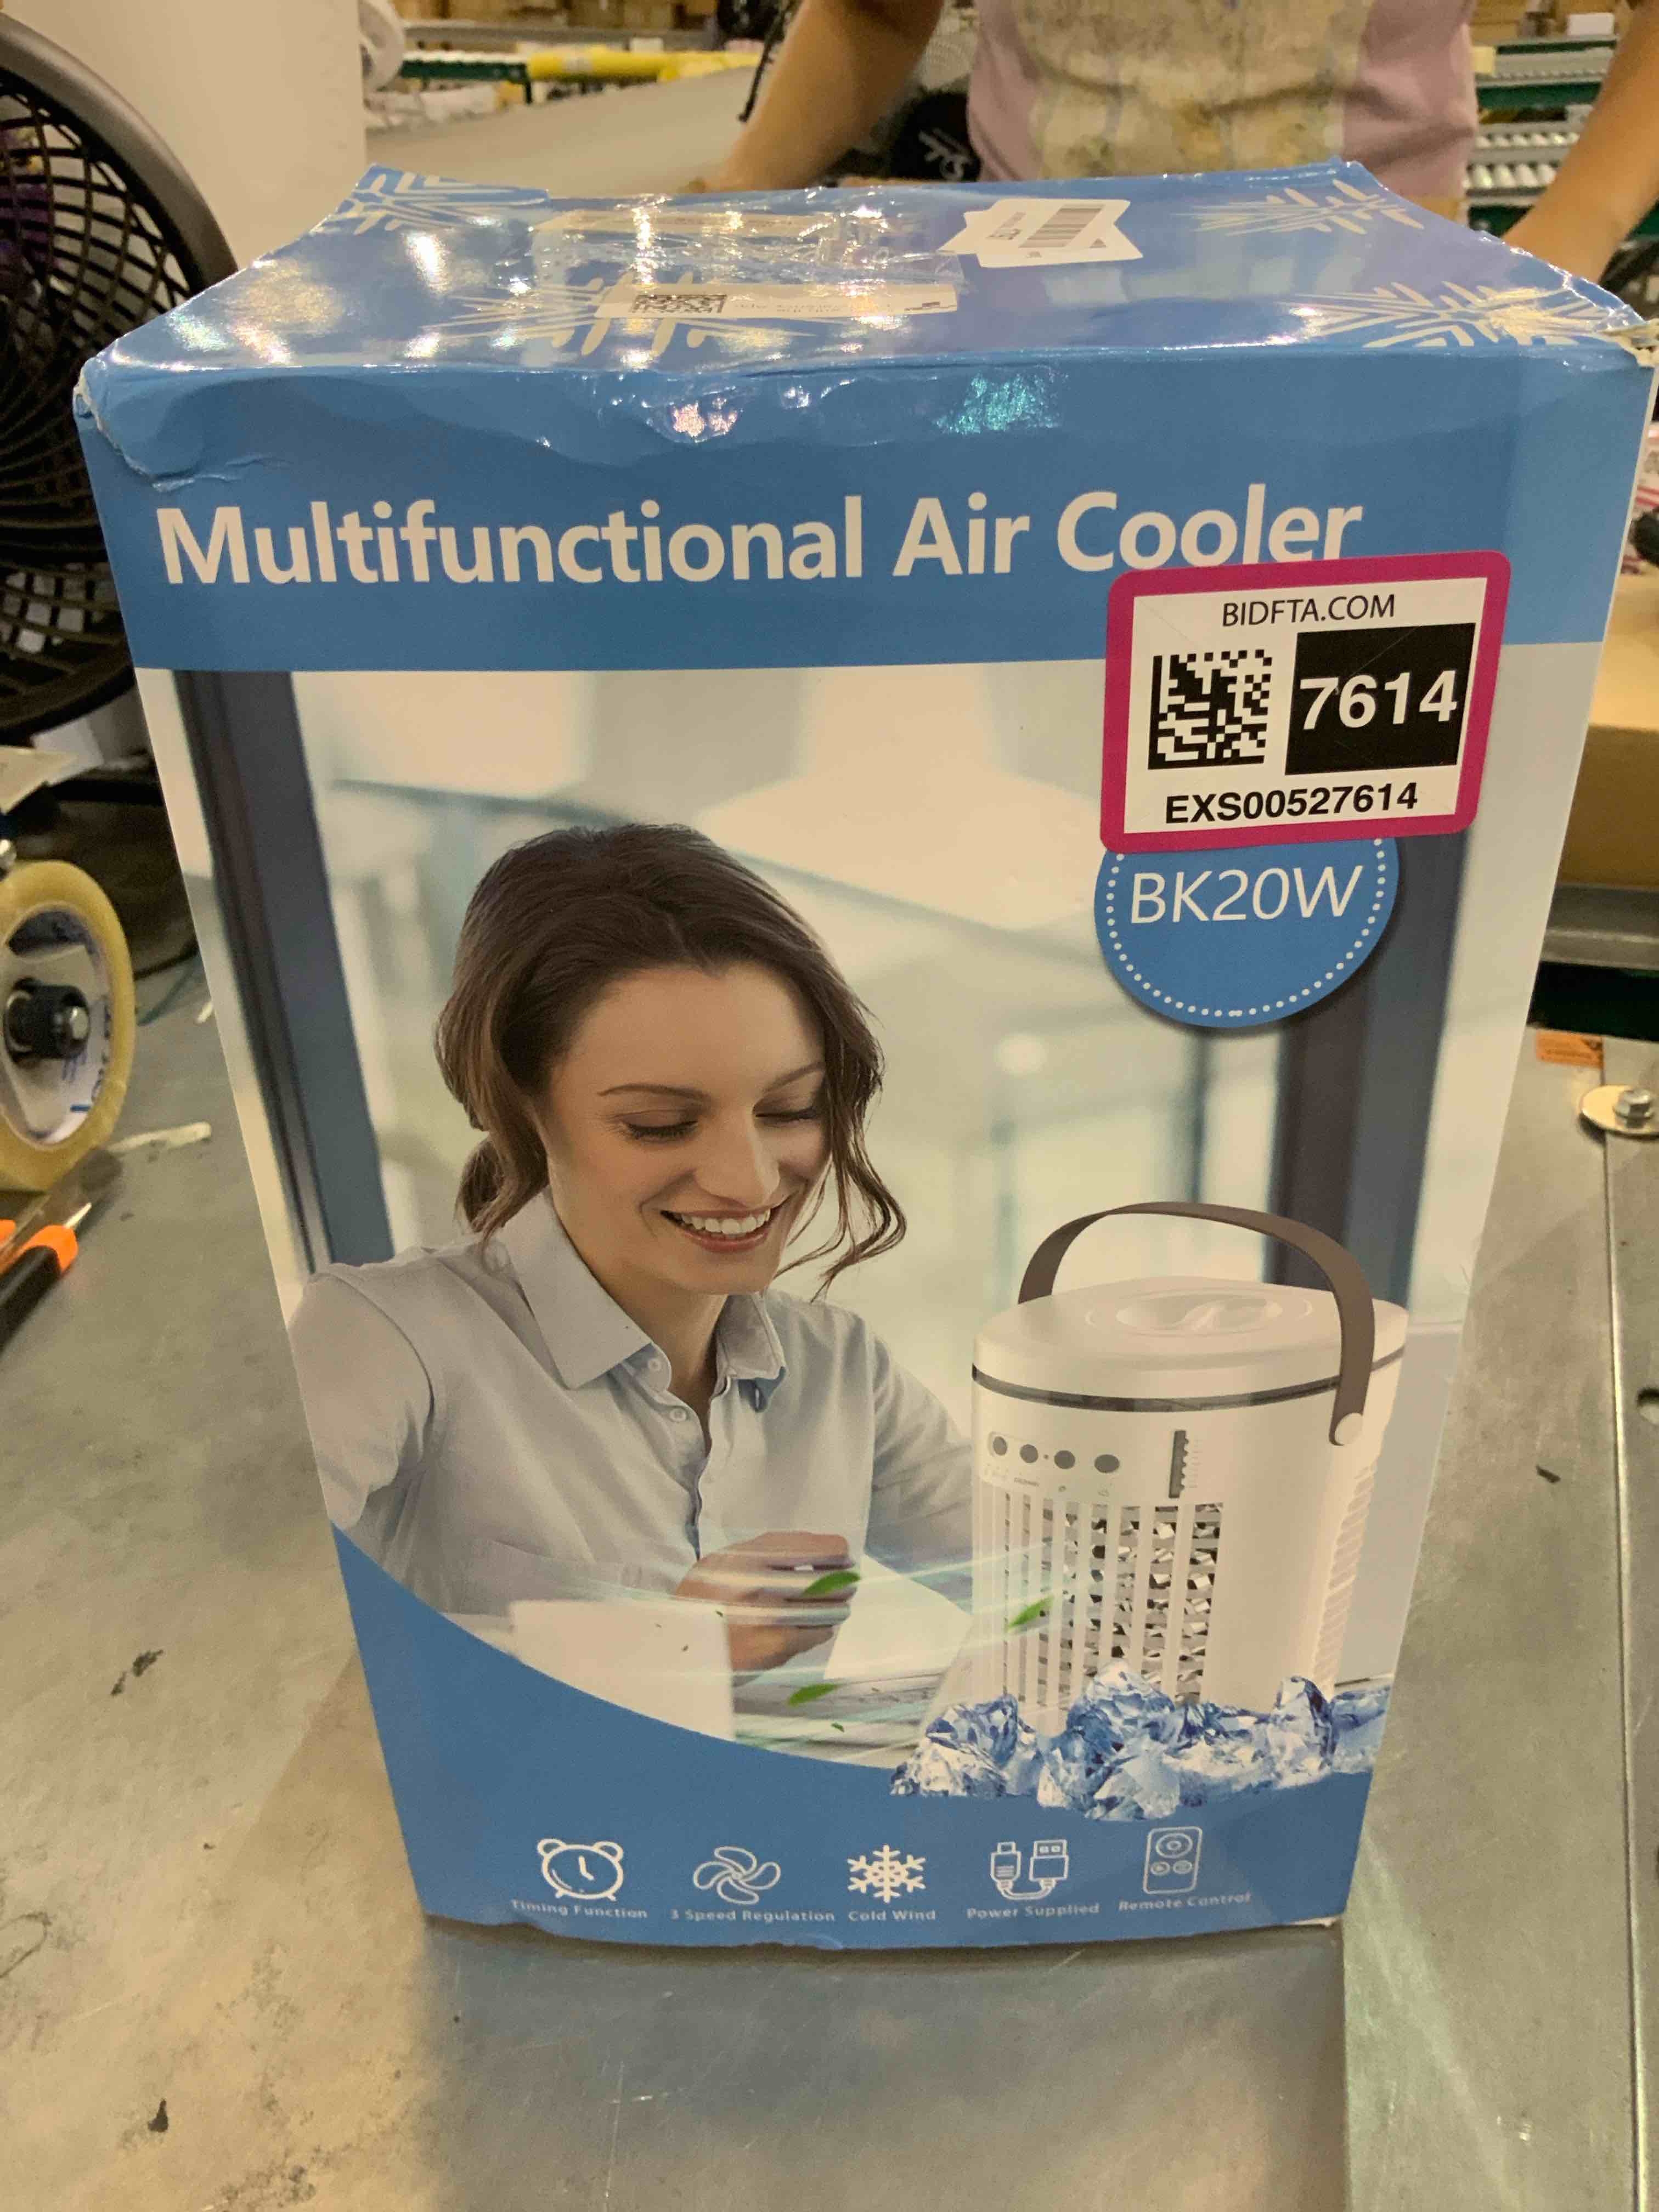 Multifunctional Air Cooler
BIDFTA.COM
7614
EXS00527614
BK20W
Timing Function
3 Speed Regulation
Cold Wind
Power Supplied
Remote Control